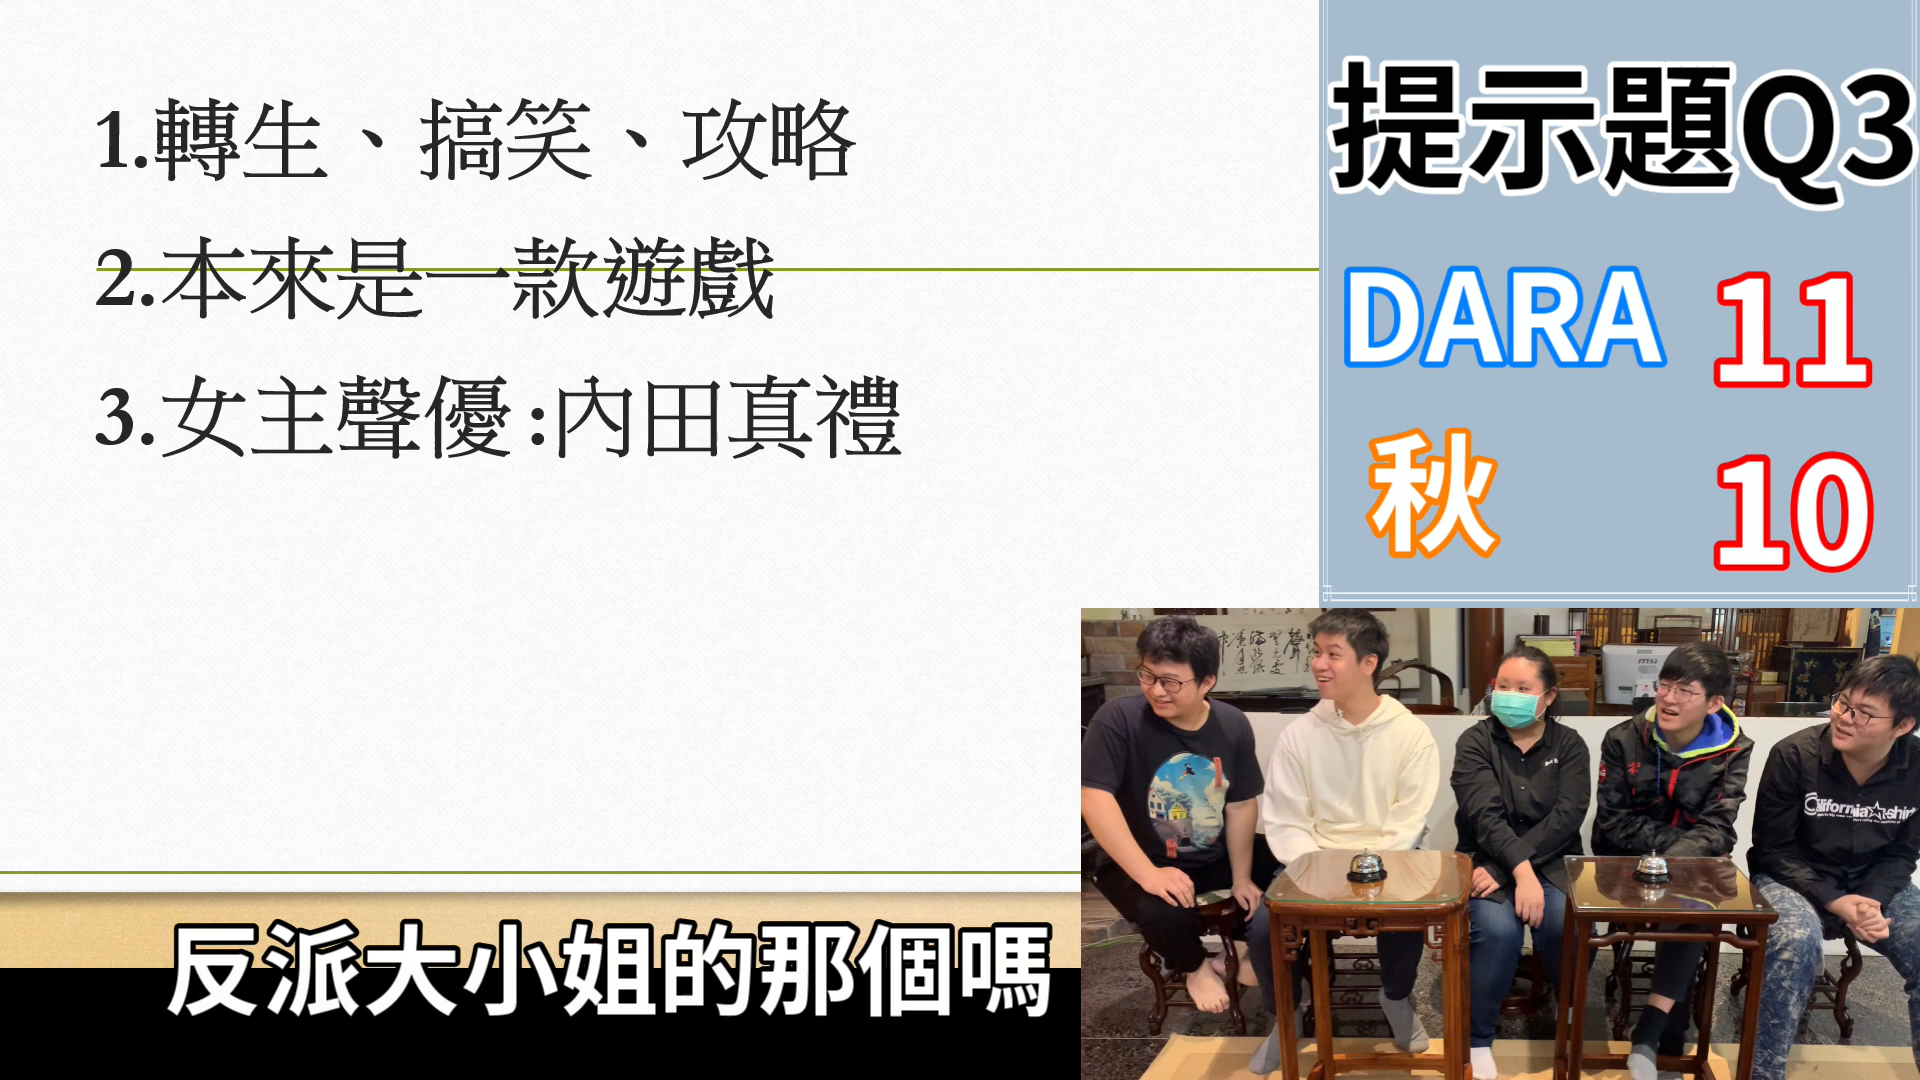 1.轉生、搞笑、攻略
2.本來是一款遊戲
3.女主聲優:內田真禮
提示題Q3
DARA 11
秋 10
msi
California☆t-shirt
反派大小姐的那個嗎